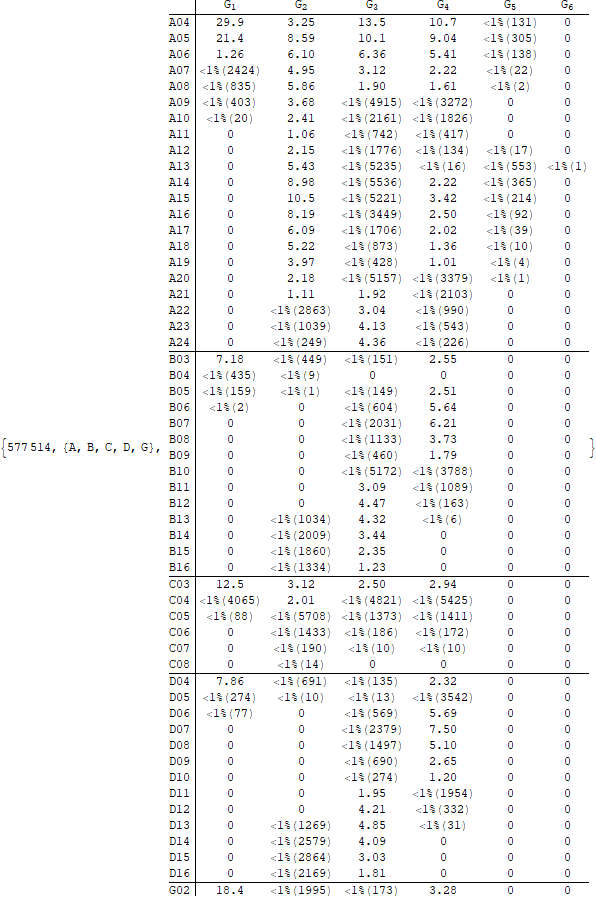 G1 G2 G3 G4 G5 G6
A04 29.9 3.25 13.5 10.7 <1%(131) 0
A05 21.4 8.59 10.1 9.04 <1%(305) 0
A06 1.26 6.10 6.36 5.41 <1%(138) 0
A07 <1%(2424) 4.95 3.12 2.22 <1%(22) 0
A08 <1%(835) 5.86 1.90 1.61 <1%(2) 0
A09 <1%(403) 3.68 <1%(4915) <1%(3272) 0 0
A10 <1%(20) 2.41 <1%(2161) <1%(1826) 0 0
A11 0 1.06 <1%(742) <1%(417) 0 0
A12 0 2.15 <1%(1776) <1%(134) <1%(17) 0
A13 0 5.43 <1%(5235) <1%(16) <1%(553) <1%(1)
A14 0 8.98 <1%(5536) 2.22 <1%(365) 0
A15 0 10.5 <1%(5221) 3.42 <1%(214) 0
A16 0 8.19 <1%(3449) 2.50 <1%(92) 0
A17 0 6.09 <1%(1706) 2.02 <1%(39) 0
A18 0 5.22 <1%(873) 1.36 <1%(10) 0
A19 0 3.97 <1%(428) 1.01 <1%(4) 0
A20 0 2.18 <1%(5157) <1%(3379) <1%(1) 0
A21 0 1.11 1.92 <1%(2103) 0 0
A22 0 <1%(2863) 3.04 <1%(990) 0 0
A23 0 <1%(1039) 4.13 <1%(543) 0 0
A24 0 <1%(249) 4.36 <1%(226) 0 0
B03 7.18 <1%(449) <1%(151) 2.55 0 0
B04 <1%(435) <1%(9) 0 0 0 0
B05 <1%(159) <1%(1) <1%(149) 2.51 0 0
B06 <1%(2) 0 <1%(604) 5.64 0 0
B07 0 0 <1%(2031) 6.21 0 0
B08 0 0 <1%(1133) 3.73 0 0
{577514, {A, B, C, D, G}, B09 0 0 <1%(460) 1.79 0 0 }
B10 0 0 <1%(5172) <1%(3788) 0 0
B11 0 0 3.09 <1%(1089) 0 0
B12 0 0 4.47 <1%(163) 0 0
B13 0 <1%(1034) 4.32 <1%(6) 0 0
B14 0 <1%(2009) 3.44 0 0 0
B15 0 <1%(1860) 2.35 0 0 0
B16 0 <1%(1334) 1.23 0 0 0
C03 12.5 3.12 2.50 2.94 0 0
C04 <1%(4065) 2.01 <1%(4821) <1%(5425) 0 0
C05 <1%(88) <1%(5708) <1%(1373) <1%(1411) 0 0
C06 0 <1%(1433) <1%(186) <1%(172) 0 0
C07 0 <1%(190) <1%(10) <1%(10) 0 0
C08 0 <1%(14) 0 0 0 0
D04 7.86 <1%(691) <1%(135) 2.32 0 0
D05 <1%(274) <1%(10) <1%(13) <1%(3542) 0 0
D06 <1%(77) 0 <1%(569) 5.69 0 0
D07 0 0 <1%(2379) 7.50 0 0
D08 0 0 <1%(1497) 5.10 0 0
D09 0 0 <1%(690) 2.65 0 0
D10 0 0 <1%(274) 1.20 0 0
D11 0 0 1.95 <1%(1954) 0 0
D12 0 0 4.21 <1%(332) 0 0
D13 0 <1%(1269) 4.85 <1%(31) 0 0
D14 0 <1%(2579) 4.09 0 0 0
D15 0 <1%(2864) 3.03 0 0 0
D16 0 <1%(2169) 1.81 0 0 0
G02 18.4 <1%(1995) <1%(173) 3.28 0 0